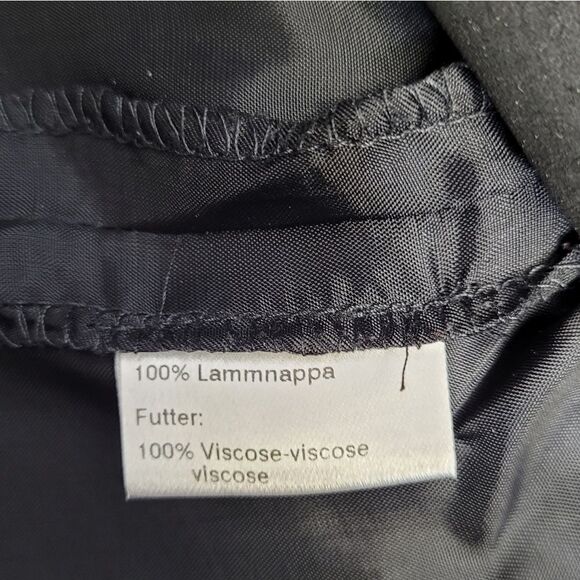 100% Lammnappa
Futter:
100% Viscose-viscose
viscose